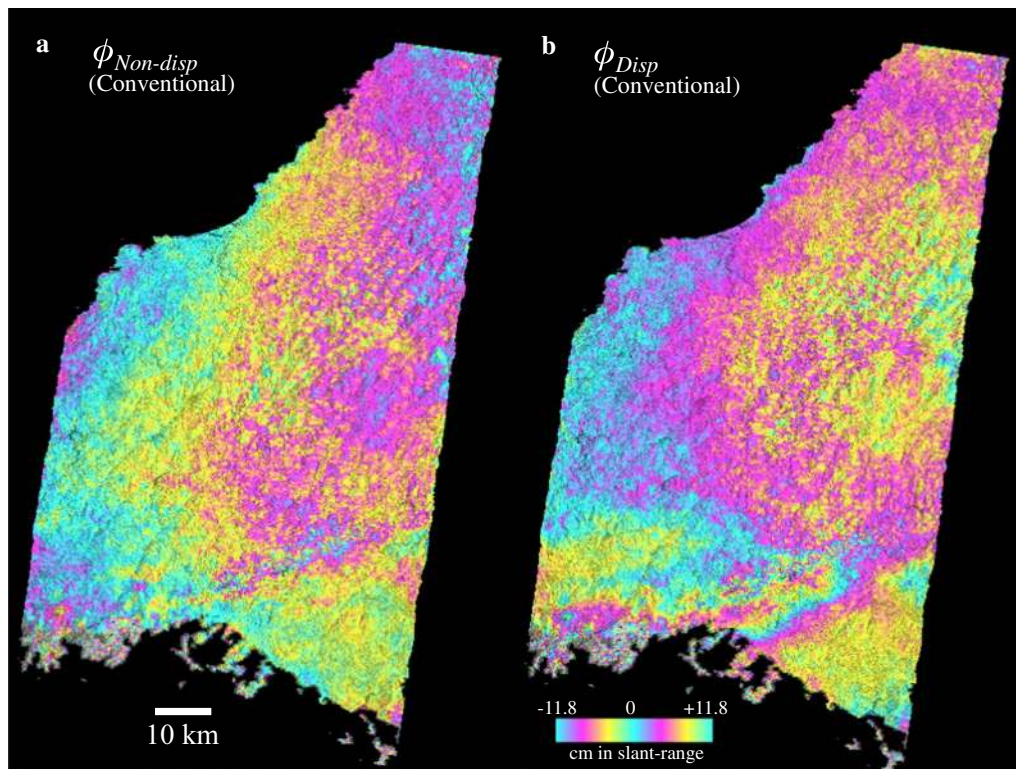 a
ϕNon-disp
(Conventional)
b
ϕDisp
(Conventional)
10 km
-11.8 0 +11.8
cm in slant-range